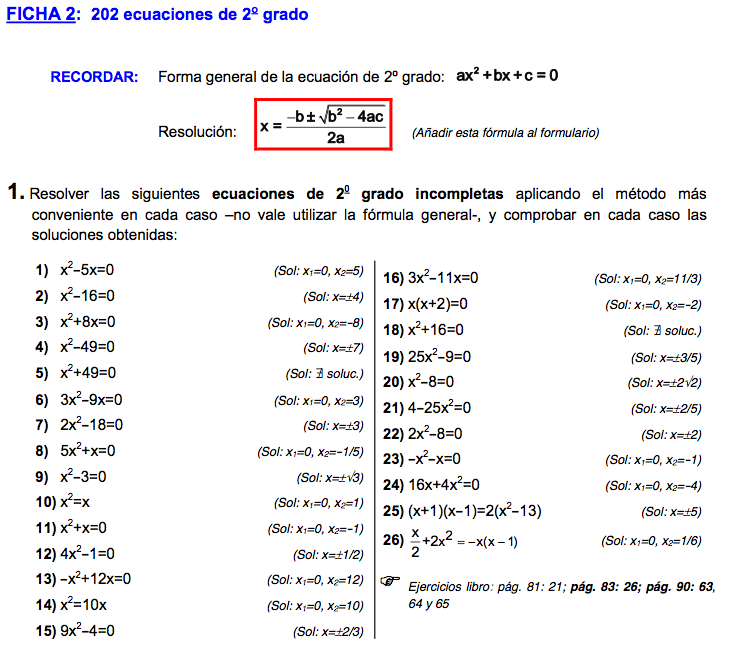 FICHA 2: 202 ecuaciones de 2º grado
RECORDAR: Forma general de la ecuación de 2º grado: ax²+bx+c=0
Resolución: x = (–b ± √(b² – 4ac)) / 2a (Añadir esta fórmula al formulario)
1. Resolver las siguientes ecuaciones de 2º grado incompletas aplicando el método más
conveniente en cada caso –no vale utilizar la fórmula general-, y comprobar en cada caso las
soluciones obtenidas:
1) x²–5x=0 (Sol: x₁=0, x₂=5)
2) x²–16=0 (Sol: x=±4)
3) x²+8x=0 (Sol: x₁=0, x₂=–8)
4) x²–49=0 (Sol: x=±7)
5) x²+49=0 (Sol: ∄ soluc.)
6) 3x²–9x=0 (Sol: x₁=0, x₂=3)
7) 2x²–18=0 (Sol: x=±3)
8) 5x²+x=0 (Sol: x₁=0, x₂=–1/5)
9) x²–3=0 (Sol: x=±√3)
10) x²=x (Sol: x₁=0, x₂=1)
11) x²+x=0 (Sol: x₁=0, x₂=–1)
12) 4x²–1=0 (Sol: x=±1/2)
13) –x²+12x=0 (Sol: x₁=0, x₂=12)
14) x²=10x (Sol: x₁=0, x₂=10)
15) 9x²–4=0 (Sol: x=±2/3)
16) 3x²–11x=0 (Sol: x₁=0, x₂=11/3)
17) x(x+2)=0 (Sol: x₁=0, x₂=–2)
18) x²+16=0 (Sol: ∄ soluc.)
19) 25x²–9=0 (Sol: x=±3/5)
20) x²–8=0 (Sol: x=±2√2)
21) 4–25x²=0 (Sol: x=±2/5)
22) 2x²–8=0 (Sol: x=±2)
23) –x²–x=0 (Sol: x₁=0, x₂=–1)
24) 16x+4x²=0 (Sol: x₁=0, x₂=–4)
25) (x+1)(x–1)=2(x²–13) (Sol: x=±5)
26) x/2+2x² = –x(x – 1) (Sol: x₁=0, x₂=1/6)
Ejercicios libro: pág. 81: 21; pág. 83: 26; pág. 90: 63,
64 y 65